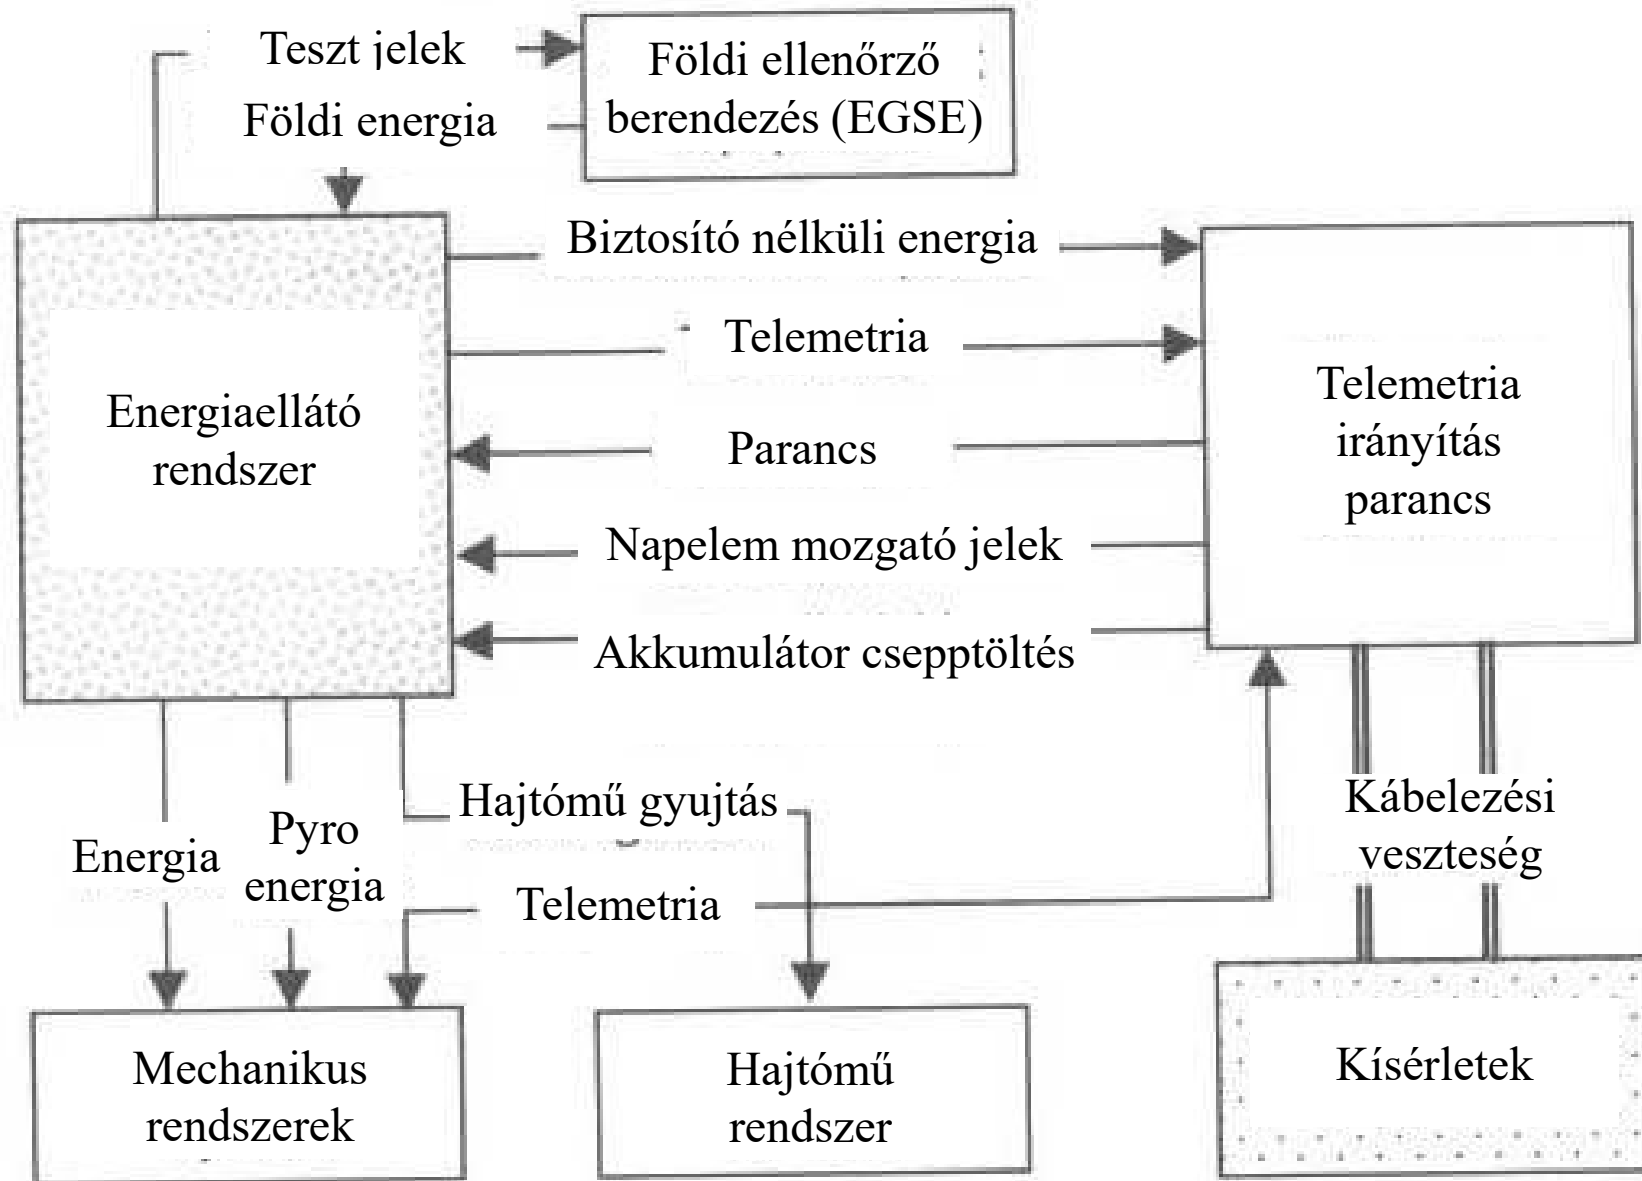 Teszt jelek
Földi energia
Földi ellenőrző
berendezés (EGSE)
Biztosító nélküli energia
Telemetria
Parancs
Napelem mozgató jelek
Akkumulátor csepptöltés
Energiaellátó
rendszer
Telemetria
irányítás
parancs
Energia
Pyro
energia
Hajtómű gyujtás
Telemetria
Kábelezési
veszteség
Mechanikus
rendszerek
Hajtómű
rendszer
Kísérletek